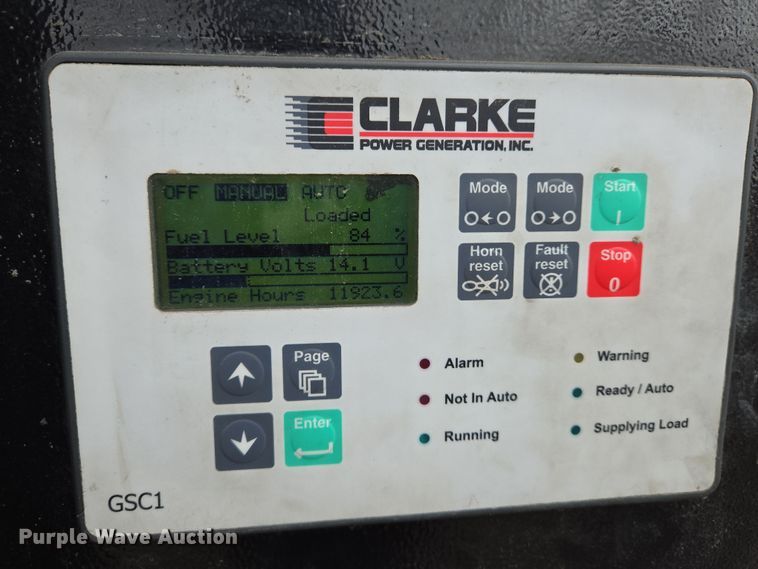 CLARKE
POWER GENERATION, INC.
OFF MANUAL AUTO
Loaded
Fuel Level 84 %
Battery Volts 14.1 V
Engine Hours 11923.6
Mode
Mode
Start
I
Horn reset
Fault reset
Stop
0
Page
Enter
Alarm
Warning
Not In Auto
Ready / Auto
Running
Supplying Load
GSC1
Purple Wave Auction